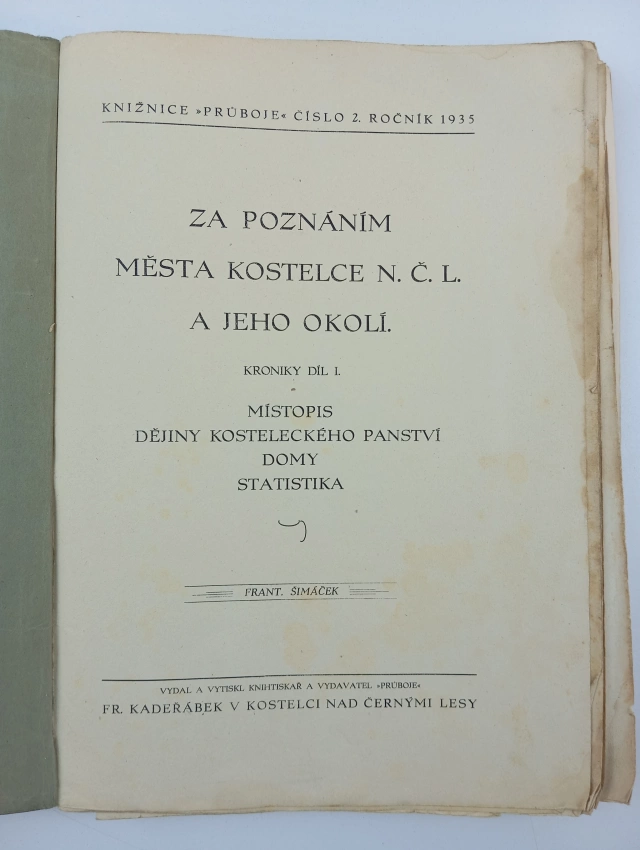 KNIŽNICE »PRŮBOJE« ČÍSLO 2. ROČNÍK 1935
ZA POZNÁNÍM
MĚSTA KOSTELCE N. Č. L.
A JEHO OKOLÍ.
KRONIKY DÍL I.
MÍSTOPIS
DĚJINY KOSTELECKÉHO PANSTVÍ
DOMY
STATISTIKA
FRANT. ŠIMÁČEK
VYDAL A VYTISKL KNIHTISKAŘ A VYDAVATEL »PRŮBOJE«
FR. KADEŘÁBEK V KOSTELCI NAD ČERNÝMI LESY